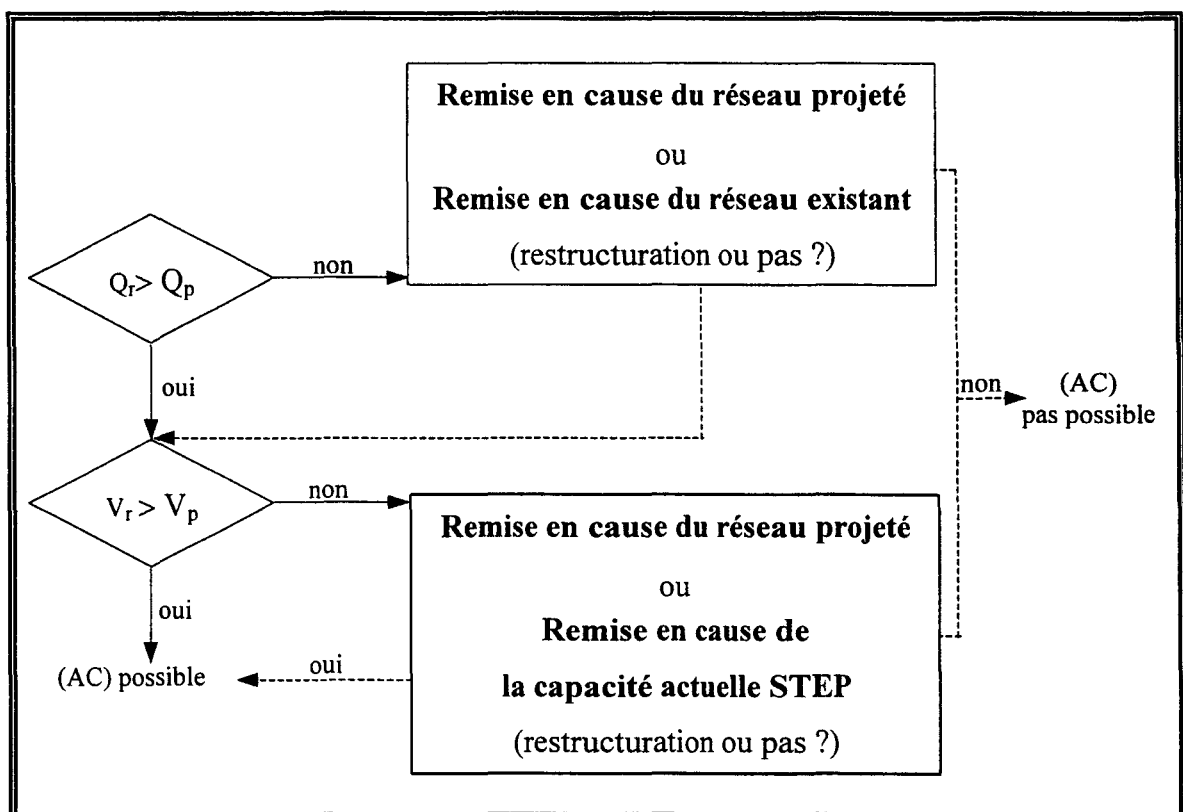 Remise en cause du réseau projeté
ou
Remise en cause du réseau existant
(restructuration ou pas ?)
Qr> Qp
non
oui
non
(AC)
pas possible
Vr > Vp
non
Remise en cause du réseau projeté
ou
Remise en cause de
la capacité actuelle STEP
(restructuration ou pas ?)
oui
(AC) possible
oui